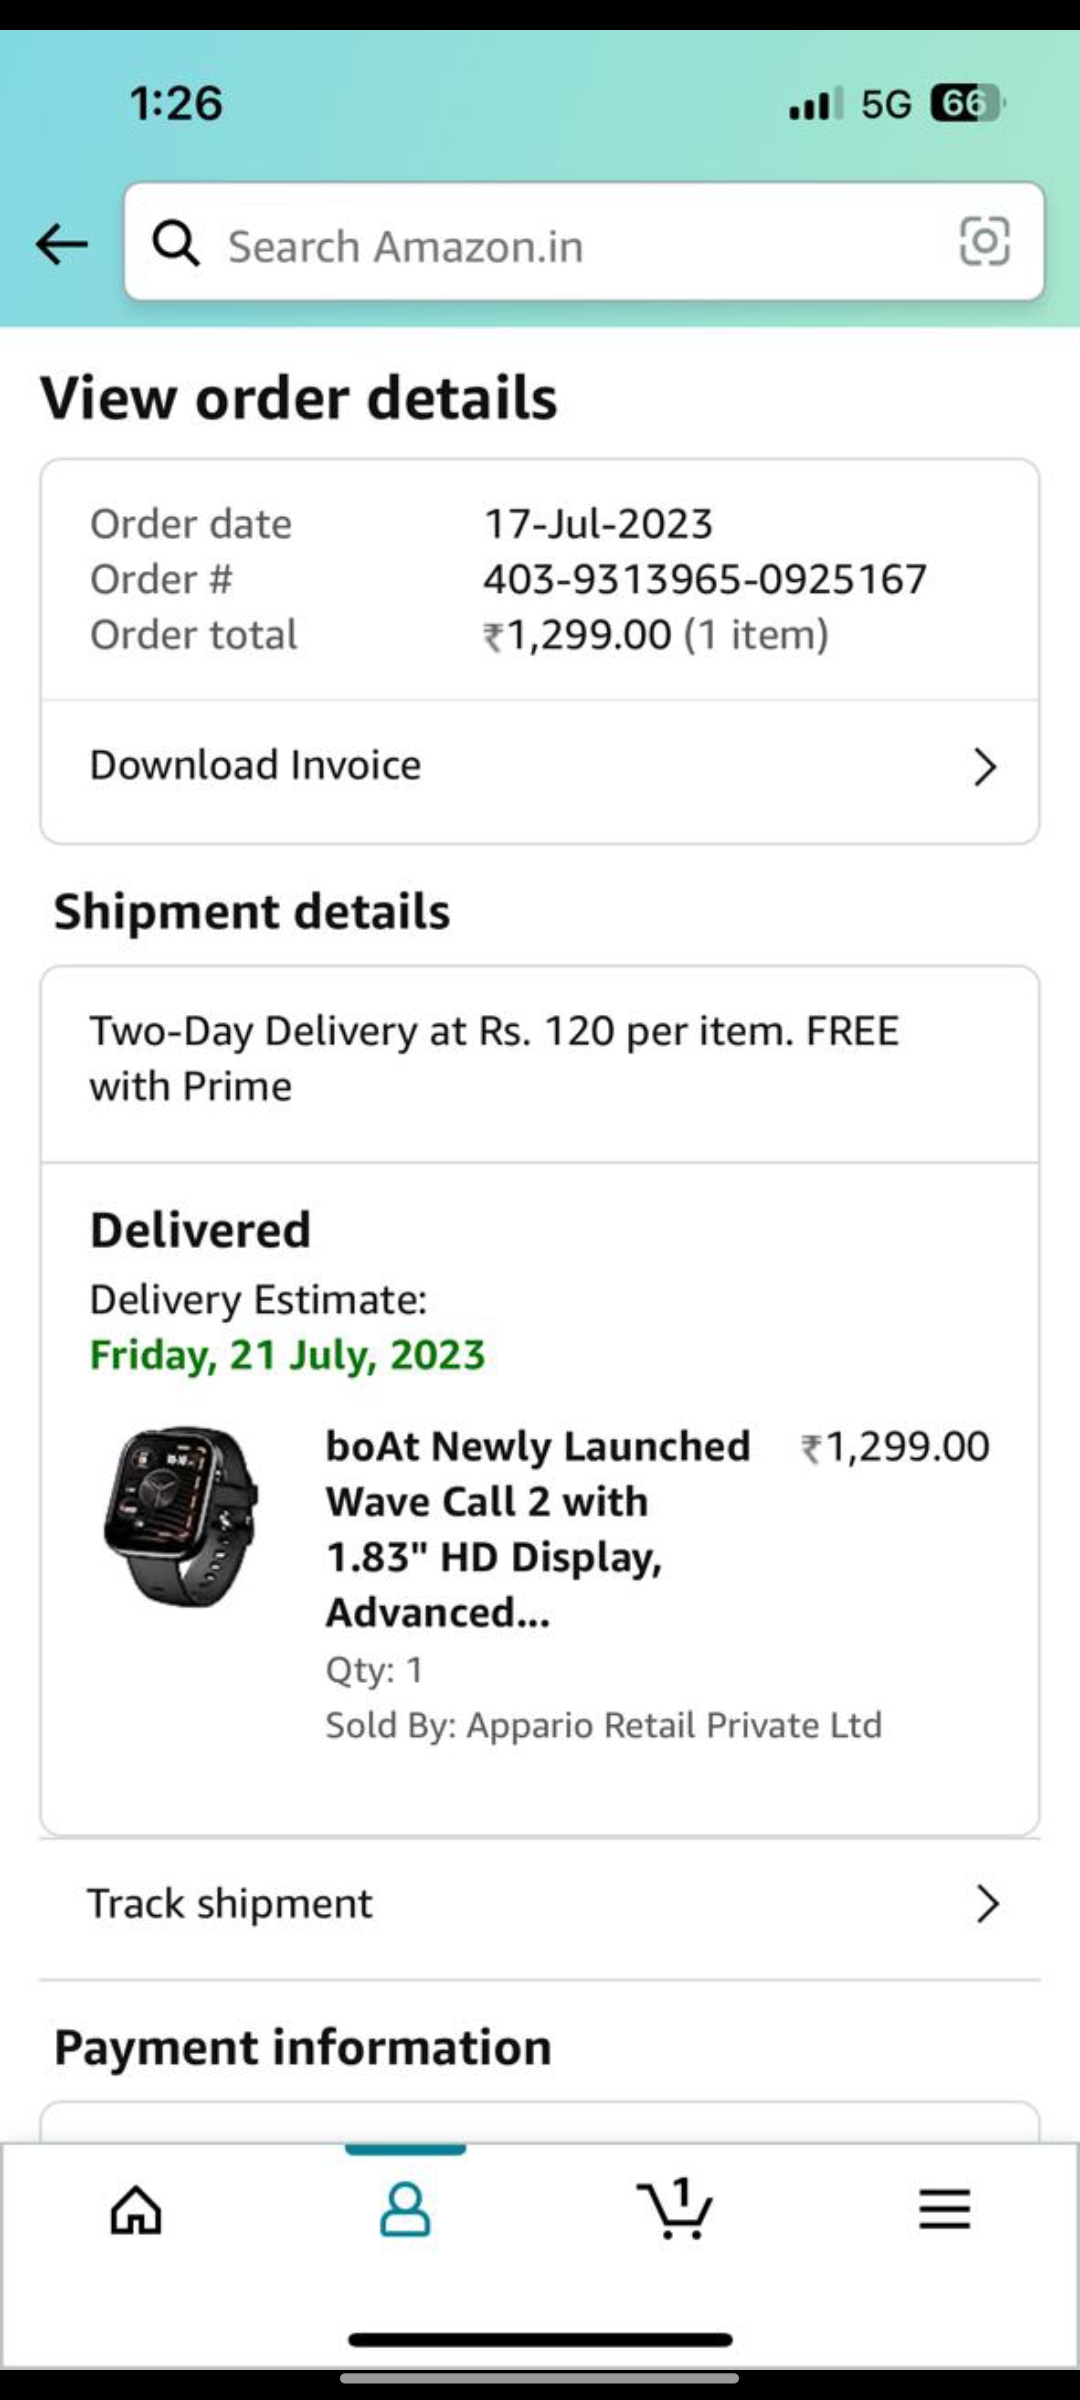 1:26
5G 66
Search Amazon.in
View order details
Order date 17-Jul-2023
Order # 403-9313965-0925167
Order total ₹1,299.00 (1 item)
Download Invoice
Shipment details
Two-Day Delivery at Rs. 120 per item. FREE
with Prime
Delivered
Delivery Estimate:
Friday, 21 July, 2023
boAt Newly Launched ₹1,299.00
Wave Call 2 with
1.83" HD Display,
Advanced...
Qty: 1
Sold By: Appario Retail Private Ltd
Track shipment
Payment information
1